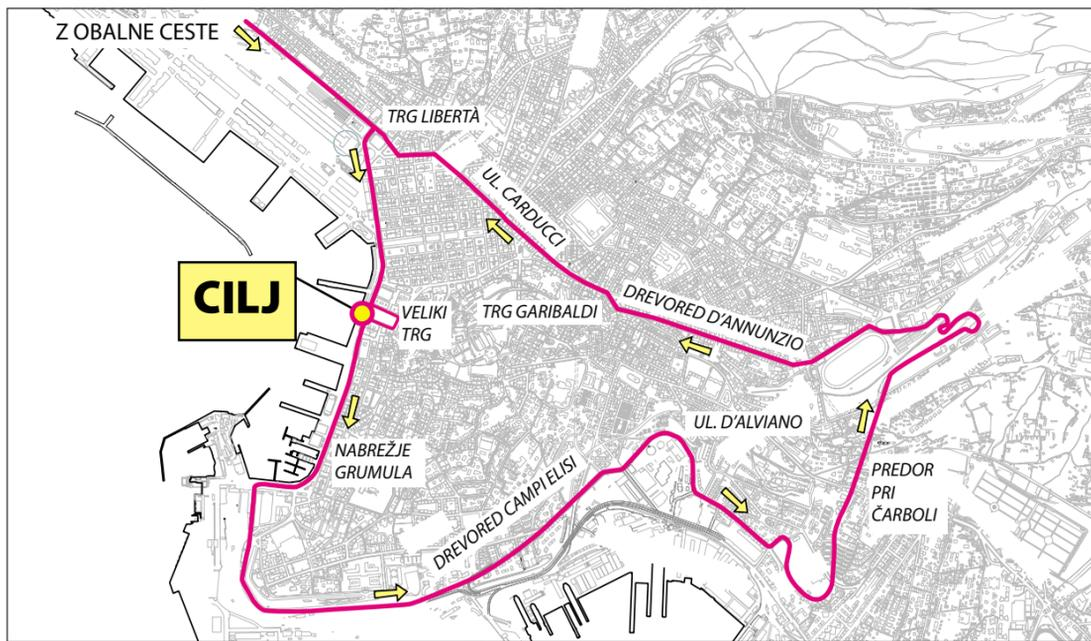 Z OBALNE CESTE
TRG LIBERTÀ
UL. CARDUCCI
CILJ
VELIKI
TRG
TRG GARIBALDI
DREVORED D'ANNUNZIO
UL. D'ALVIANO
NABREŽJE
GRUMULA
DREVORED CAMPI ELISI
PREDOR
PRI
ČARBOLI